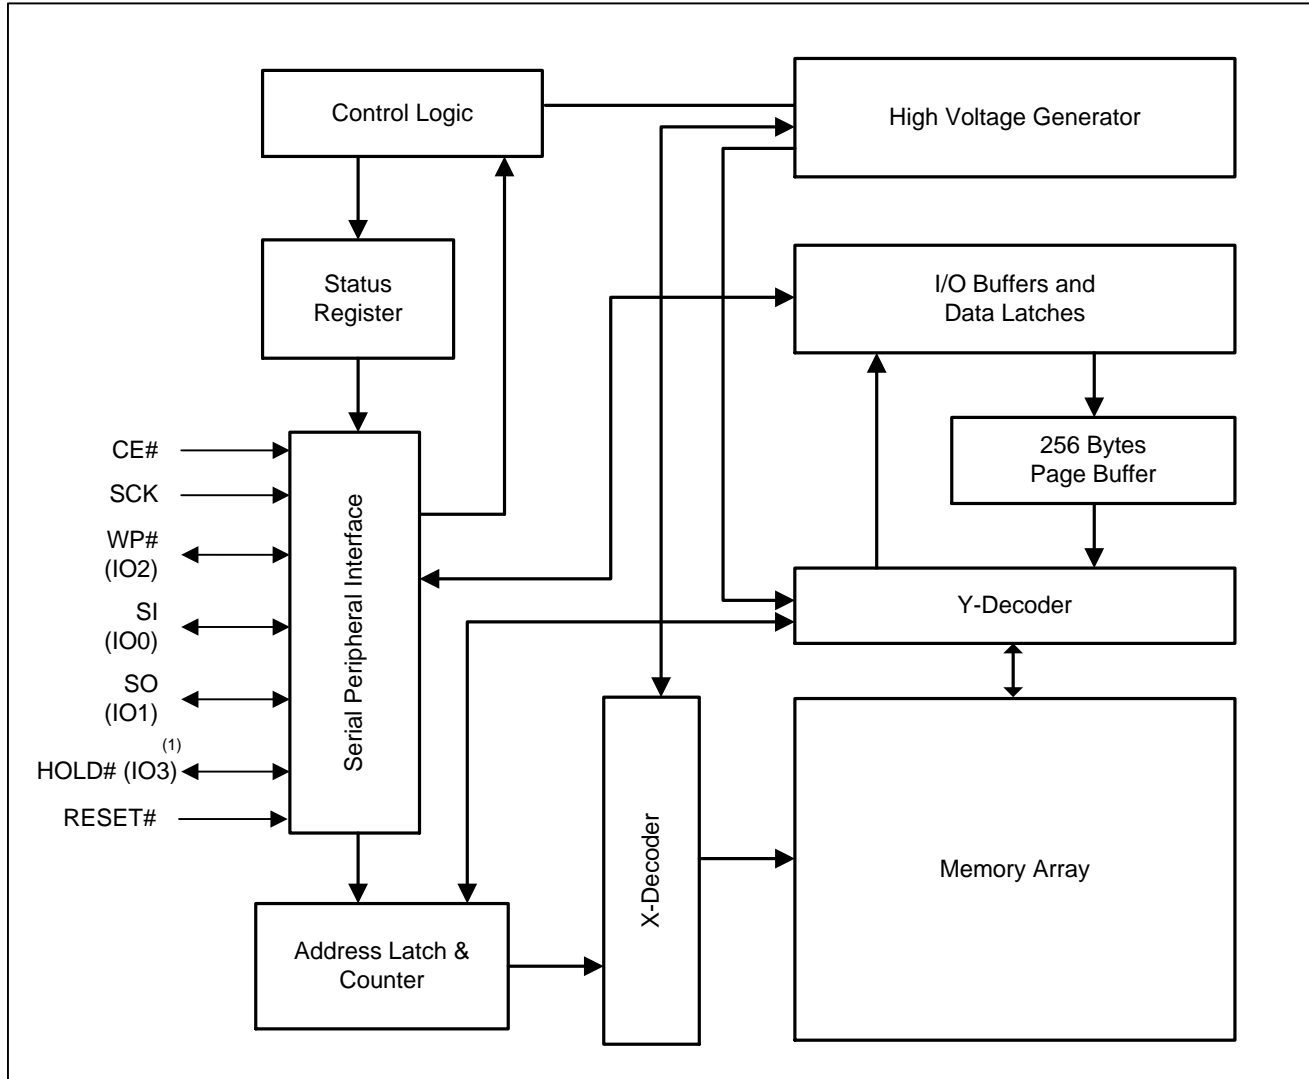 Control Logic
High Voltage Generator
Status
Register
I/O Buffers and
Data Latches
256 Bytes
Page Buffer
CE#
SCK
WP#
(IO2)
SI
(IO0)
SO
(IO1)
(1)
HOLD# (IO3)
RESET#
Serial Peripheral Interface
Y-Decoder
X-Decoder
Memory Array
Address Latch &
Counter